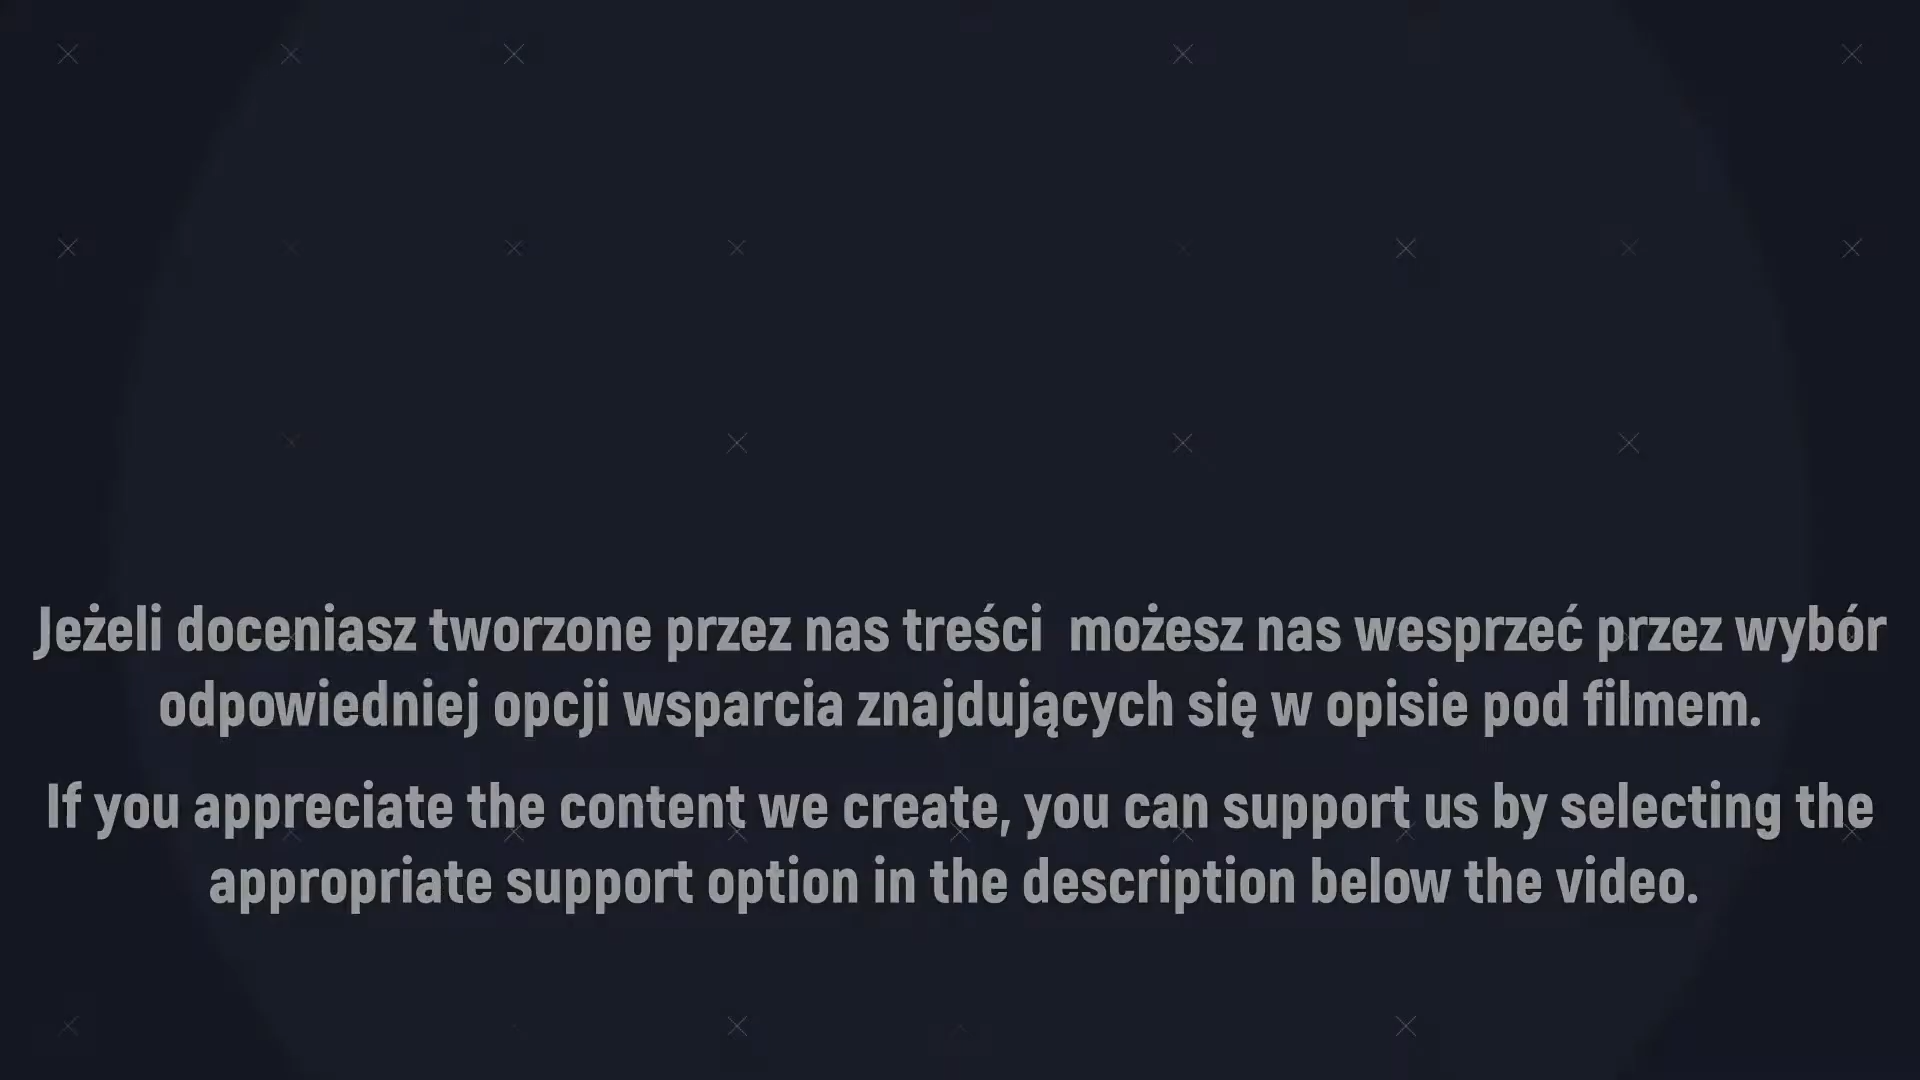 Jeżeli doceniasz tworzone przez nas treści  możesz nas wesprzeć przez wybór
odpowiedniej opcji wsparcia znajdujących się w opisie pod filmem.
If you appreciate the content we create, you can support us by selecting the
appropriate support option in the description below the video.